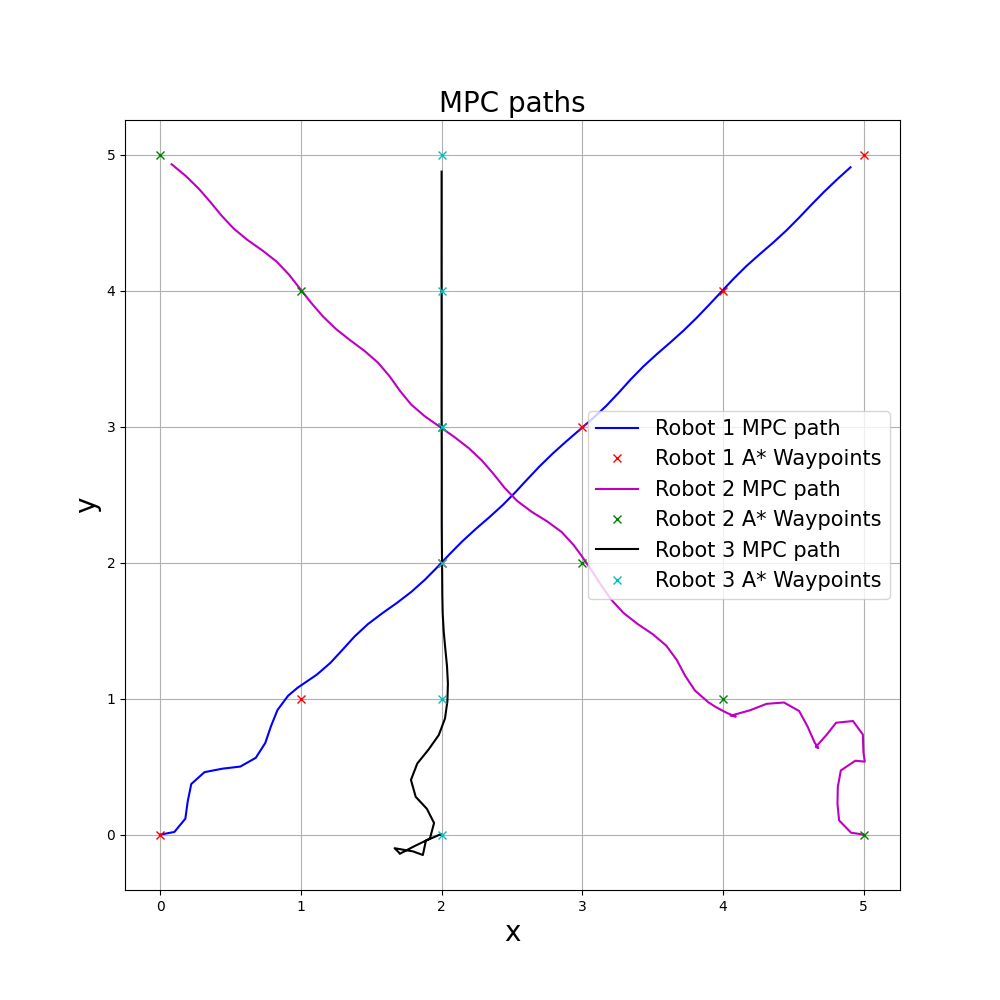 MPC paths
5
4
3
2
1
0
y
Robot 1 MPC path
Robot 1 A* Waypoints
Robot 2 MPC path
Robot 2 A* Waypoints
Robot 3 MPC path
Robot 3 A* Waypoints
0 1 2 3 4 5
x